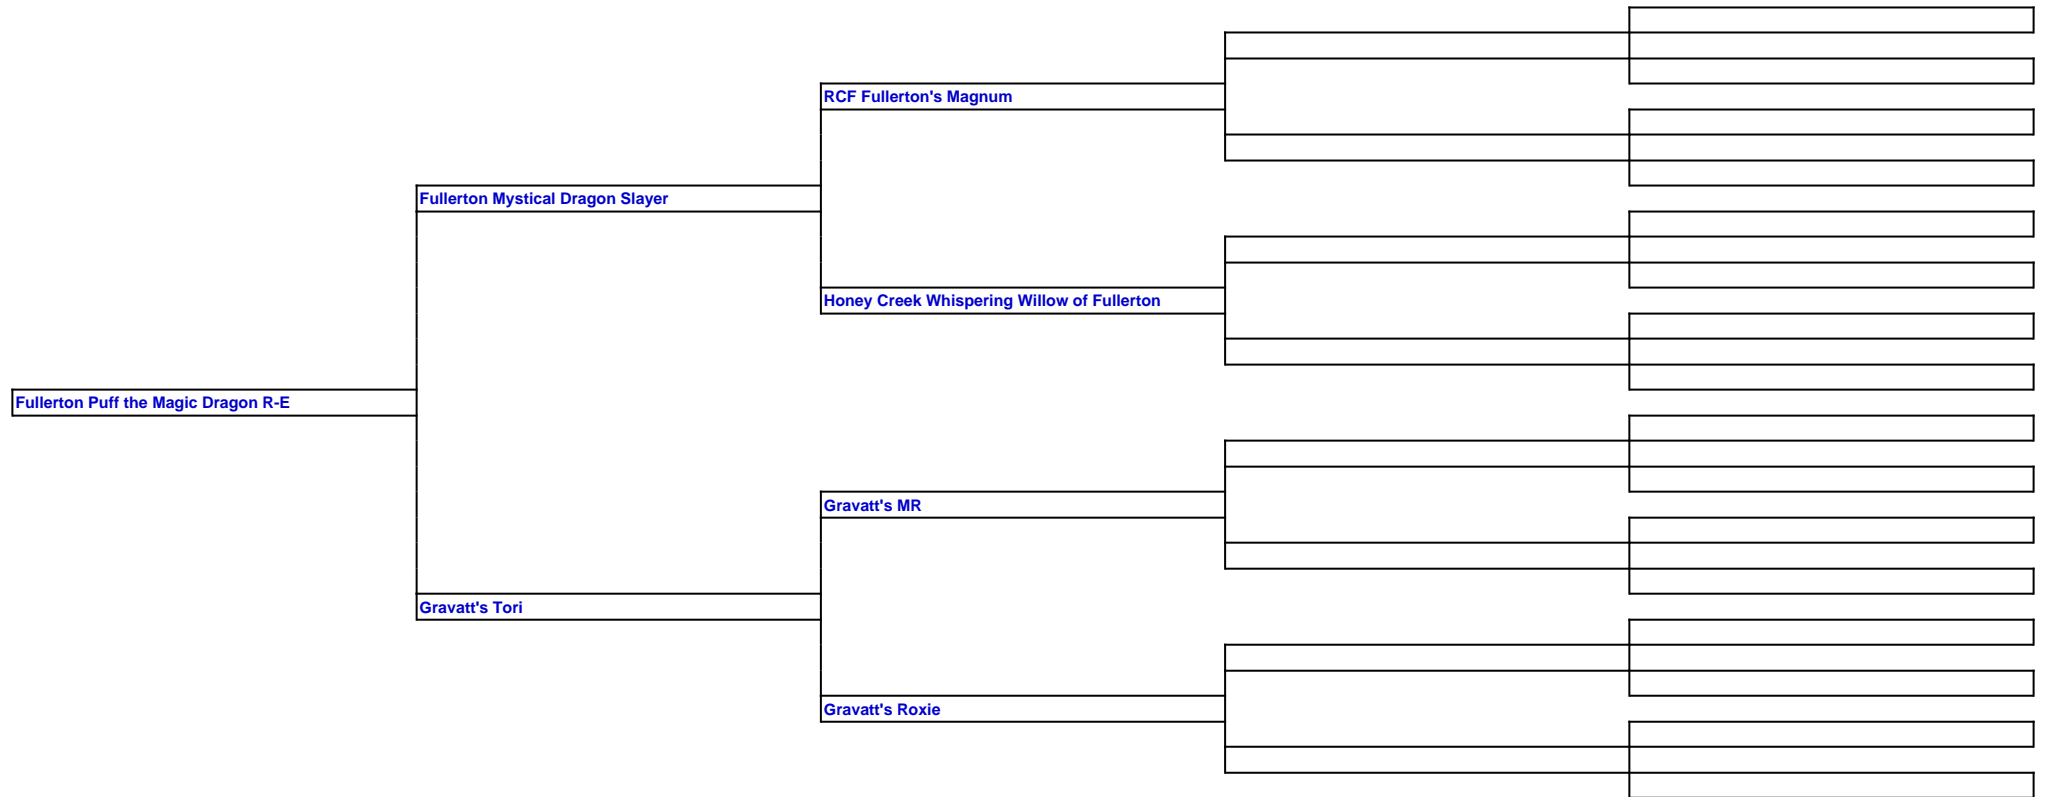 RCF Fullerton's Magnum
Fullerton Mystical Dragon Slayer
Honey Creek Whispering Willow of Fullerton
Fullerton Puff the Magic Dragon R-E
Gravatt's MR
Gravatt's Tori
Gravatt's Roxie